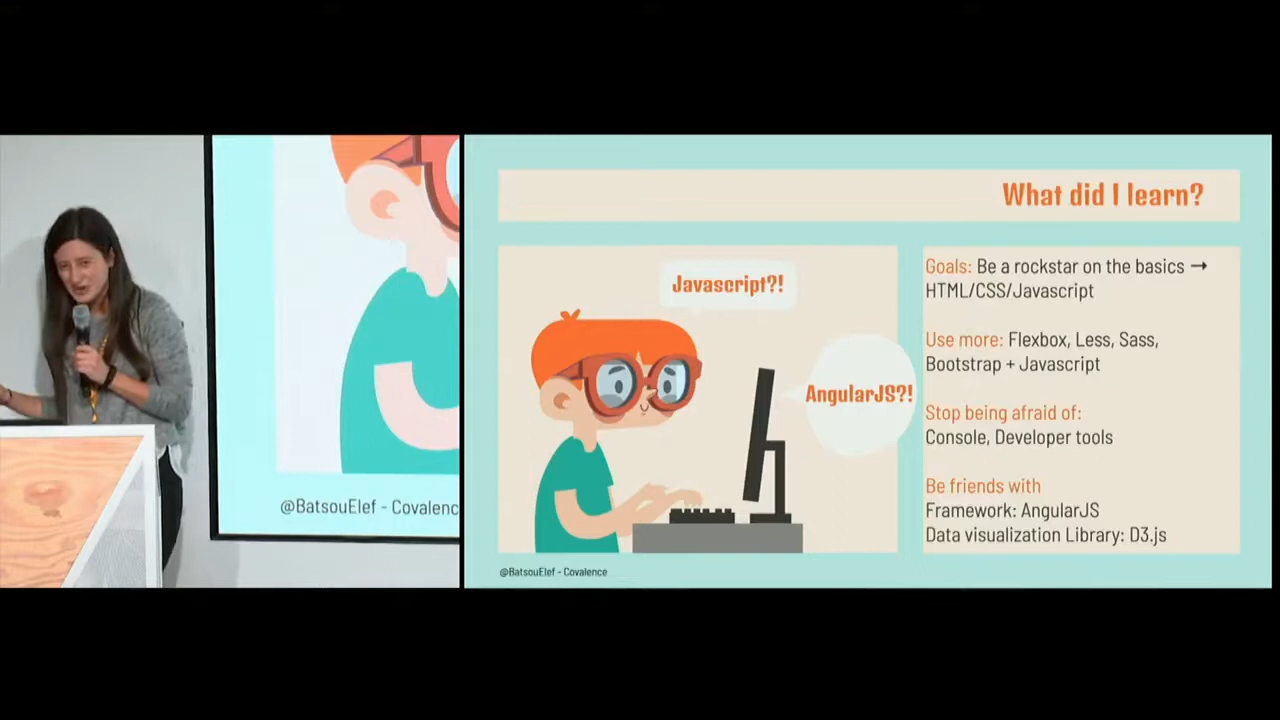 What did I learn?
Javascript?!
AngularJS?!
Goals: Be a rockstar on the basics →
HTML/CSS/Javascript
Use more: Flexbox, Less, Sass,
Bootstrap + Javascript
Stop being afraid of:
Console, Developer tools
Be friends with
Framework: AngularJS
Data visualization Library: D3.js
@BatsouElef - Covalence
@BatsouElef - Covalenc